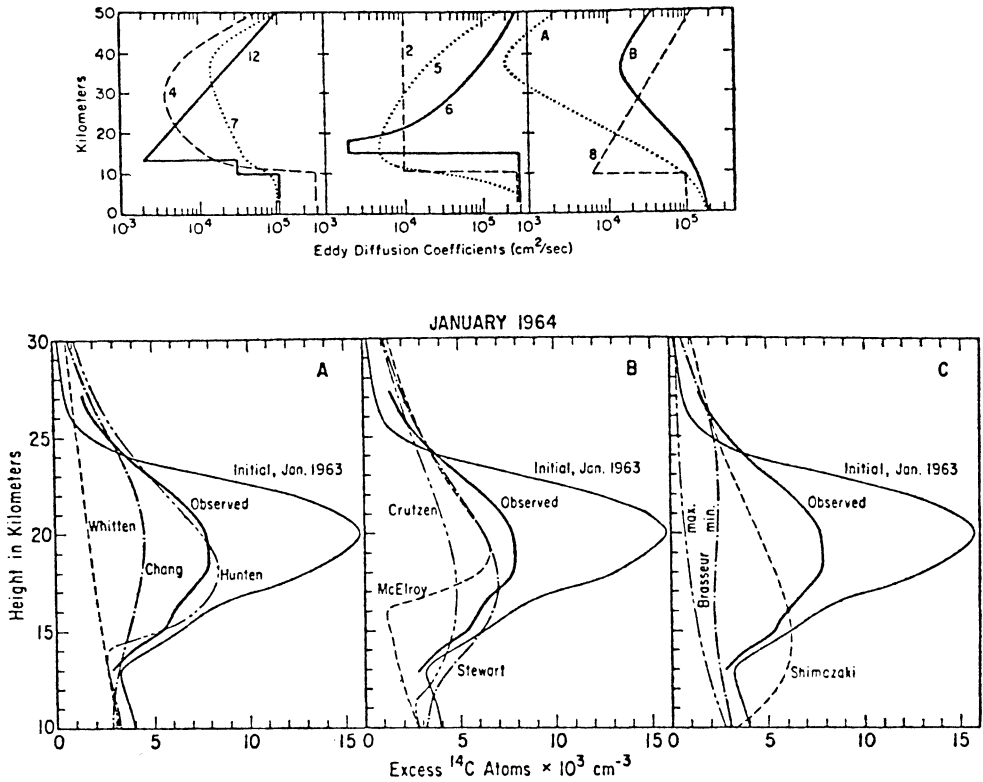 50
40
30
20
10
0
Kilometers
12
4
7
2
5
6
A
B
8
10³ 10⁴ 10⁵ 10³ 10⁴ 10⁵ 10³ 10⁴ 10⁵
Eddy Diffusion Coefficients (cm²/sec)
JANUARY 1964
30
25
20
15
10
Height in Kilometers
A
Initial, Jan. 1963
Observed
Whitten
Chang
Hunten
B
Initial, Jan. 1963
Observed
Crutzen
McElroy
Stewart
C
Initial, Jan. 1963
Observed
max.
min.
Brasseur
Shimazaki
0 5 10 15 0 5 10 15 0 5 10 15
Excess ¹⁴C Atoms × 10³ cm⁻³